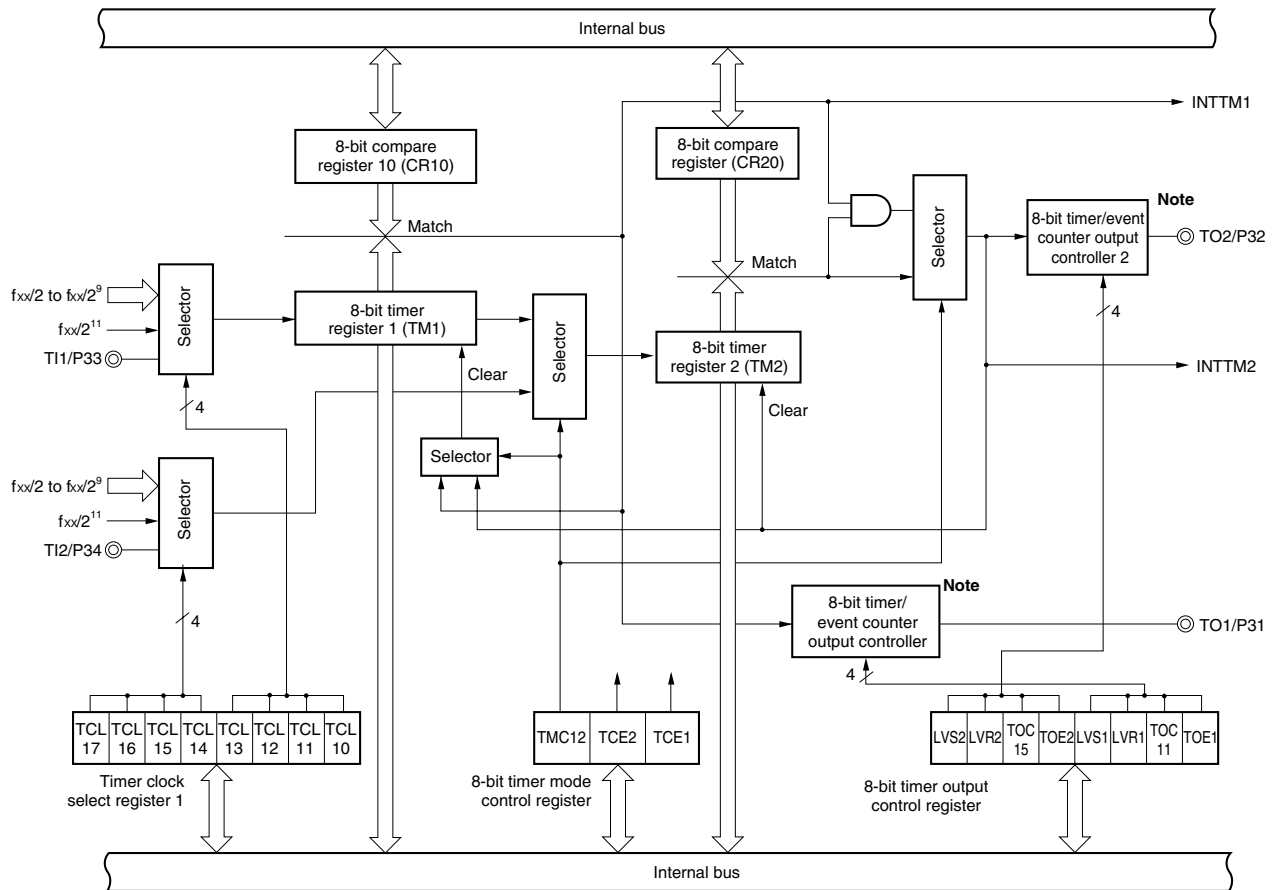 Internal bus
INTTM1
8-bit compare
register 10 (CR10)
8-bit compare
register (CR20)
Match
Selector
Note
8-bit timer/event
counter output
controller 2
TO2/P32
Match
fxx/2 to fxx/2⁹
fxx/2¹¹
TI1/P33
Selector
8-bit timer
register 1 (TM1)
Selector
8-bit timer
register 2 (TM2)
4
INTTM2
Clear
Clear
4
Selector
fxx/2 to fxx/2⁹
fxx/2¹¹
TI2/P34
Selector
4
Note
8-bit timer/
event counter
output controller
TO1/P31
4
TCL
17
TCL
16
TCL
15
TCL
14
TCL
13
TCL
12
TCL
11
TCL
10
TMC12
TCE2
TCE1
LVS2
LVR2
TOC
15
TOE2
LVS1
LVR1
TOC
11
TOE1
Timer clock
select register 1
8-bit timer mode
control register
8-bit timer output
control register
Internal bus